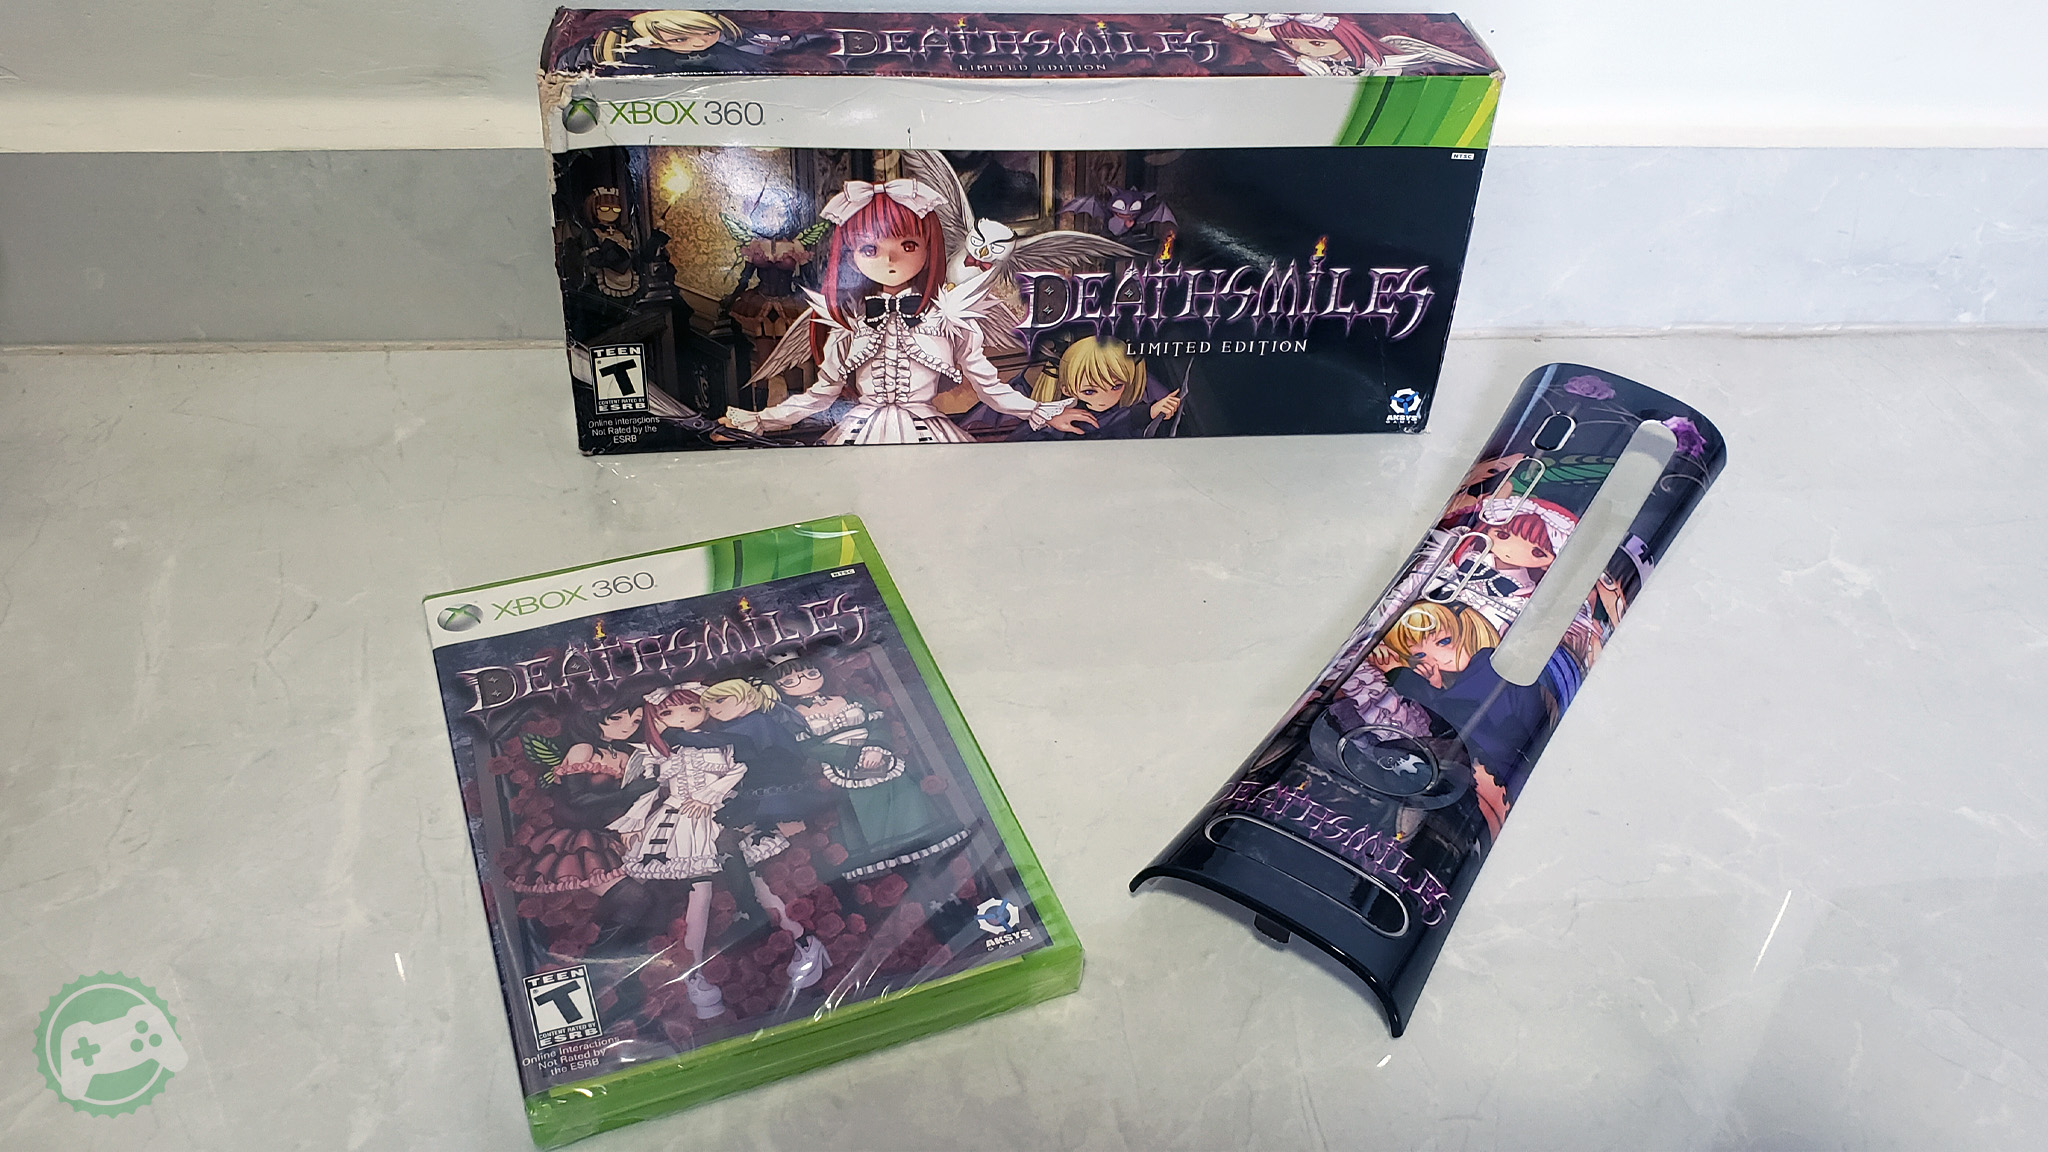 DEATHSMILES
LIMITED EDITION
XBOX 360
NTSC
DEATHSMILES
LIMITED EDITION
TEEN
T
CONTENT RATED BY
ESRB
Online Interactions
Not Rated by the
ESRB
AKSYS
GAMES
XBOX 360
NTSC
DEATHSMILES
AKSYS
GAMES
TEEN
T
CONTENT RATED BY
ESRB
Online Interactions
Not Rated by
the ESRB
DEATHSMILES